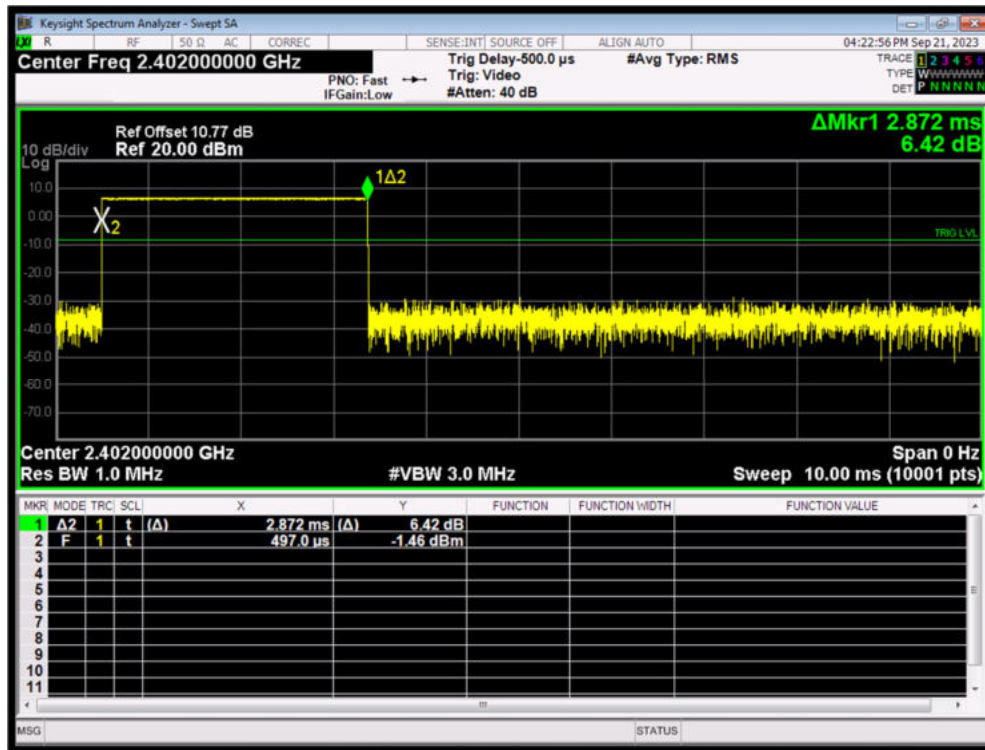 Keysight Spectrum Analyzer - Swept SA
LXI R RF 50 Ω AC CORREC SENSE:INT SOURCE OFF ALIGN AUTO 04:22:56 PM Sep 21, 2023
Center Freq 2.402000000 GHz Trig Delay-500.0 µs #Avg Type: RMS TRACE 1 2 3 4 5 6
PNO: Fast Trig: Video TYPE WWWWWW
IFGain:Low #Atten: 40 dB DET P N N N N N
ΔMkr1 2.872 ms
6.42 dB
Ref Offset 10.77 dB
10 dB/div Ref 20.00 dBm
Log
10.0
0.00
-10.0
-20.0
-30.0
-40.0
-50.0
-60.0
-70.0
1Δ2
X2
TRIG LVL
Center 2.402000000 GHz Span 0 Hz
Res BW 1.0 MHz #VBW 3.0 MHz Sweep 10.00 ms (10001 pts)
MKR MODE TRC SCL X Y FUNCTION FUNCTION WIDTH FUNCTION VALUE
1 Δ2 1 t (Δ) 2.872 ms (Δ) 6.42 dB
2 F 1 t 497.0 µs -1.46 dBm
3
4
5
6
7
8
9
10
11
MSG STATUS